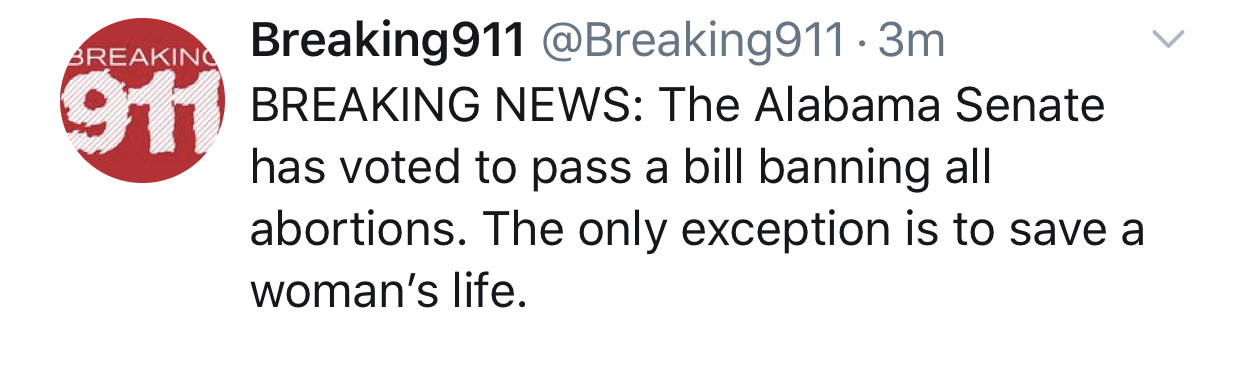 BREAKING
911
Breaking911 @Breaking911 · 3m
BREAKING NEWS: The Alabama Senate
has voted to pass a bill banning all
abortions. The only exception is to save a
woman’s life.